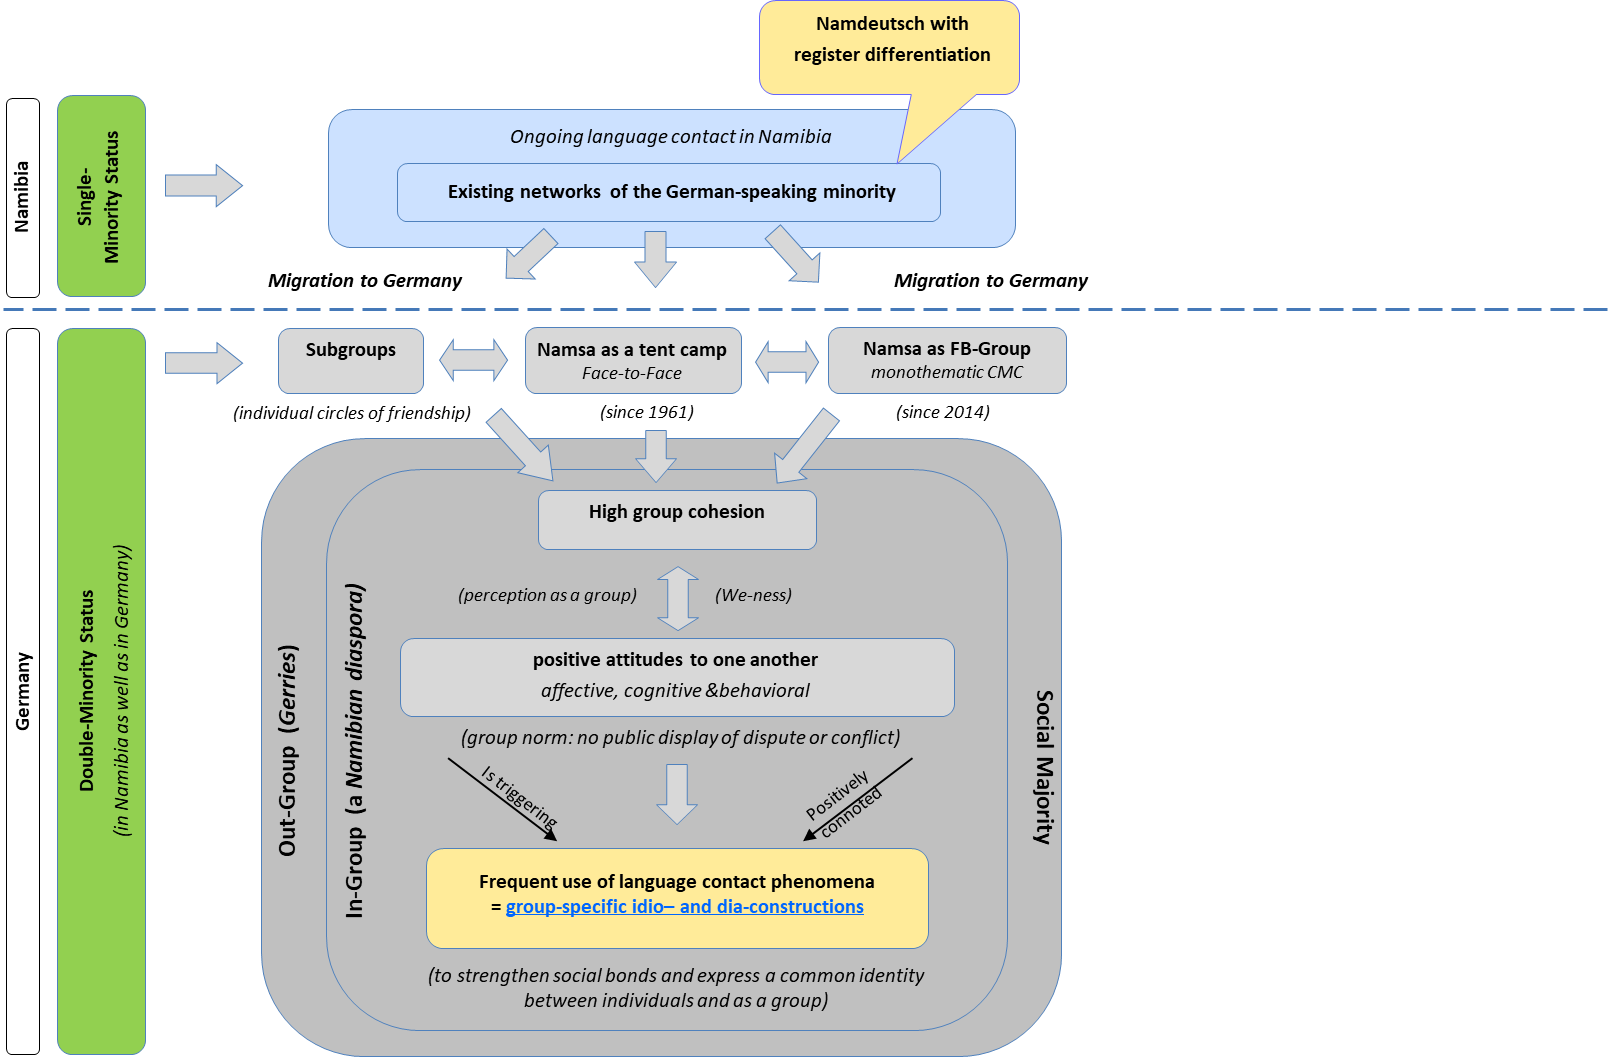 Namdeutsch with
register differentiation
Namibia
Single-
Minority Status
Ongoing language contact in Namibia
Existing networks of the German-speaking minority
Migration to Germany
Migration to Germany
Germany
Double-Minority Status
(in Namibia as well as in Germany)
Subgroups
(individual circles of friendship)
Namsa as a tent camp
Face-to-Face
(since 1961)
Namsa as FB-Group
monothematic CMC
(since 2014)
Out-Group (Gerries)
In-Group (a Namibian diaspora)
Social Majority
High group cohesion
(perception as a group)
(We-ness)
positive attitudes to one another
affective, cognitive &behavioral
(group norm: no public display of dispute or conflict)
Is triggering
Positively
connoted
Frequent use of language contact phenomena
= group-specific idio– and dia-constructions
(to strengthen social bonds and express a common identity
between individuals and as a group)